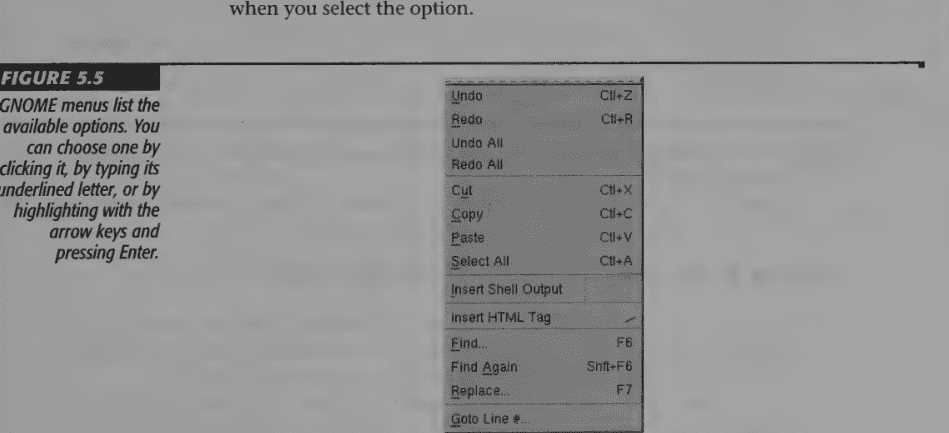 when you select the option.
FIGURE 5.5
GNOME menus list the
available options. You
can choose one by
clicking it, by typing its
underlined letter, or by
highlighting with the
arrow keys and
pressing Enter.
Undo Ctl+Z
Redo Ctl+R
Undo All
Redo All
Cut Ctl+X
Copy Ctl+C
Paste Ctl+V
Select All Ctl+A
Insert Shell Output
Insert HTML Tag
Find... F6
Find Again Shft+F6
Replace... F7
Goto Line #...